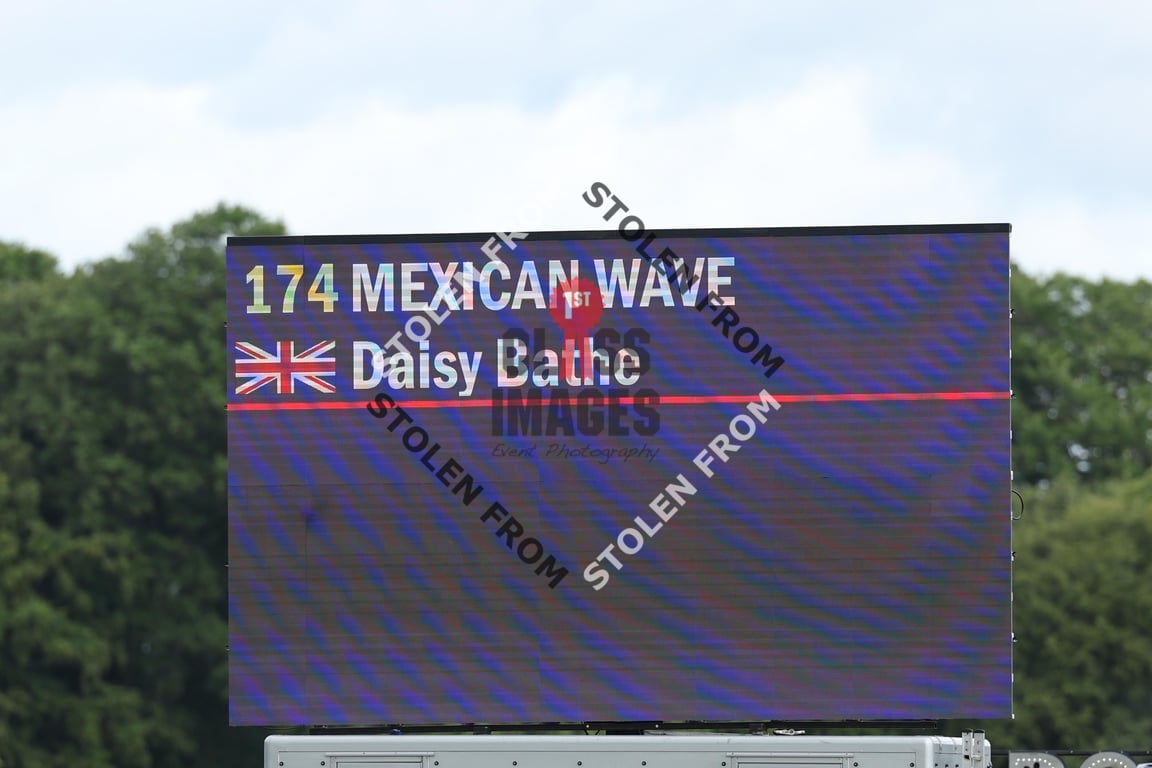 174 MEXICAN WAVE
Daisy Bathe
1ST
CLASS
IMAGES
Event Photography
STOLEN FROM
STOLEN FROM
STOLEN FROM
STOLEN FROM